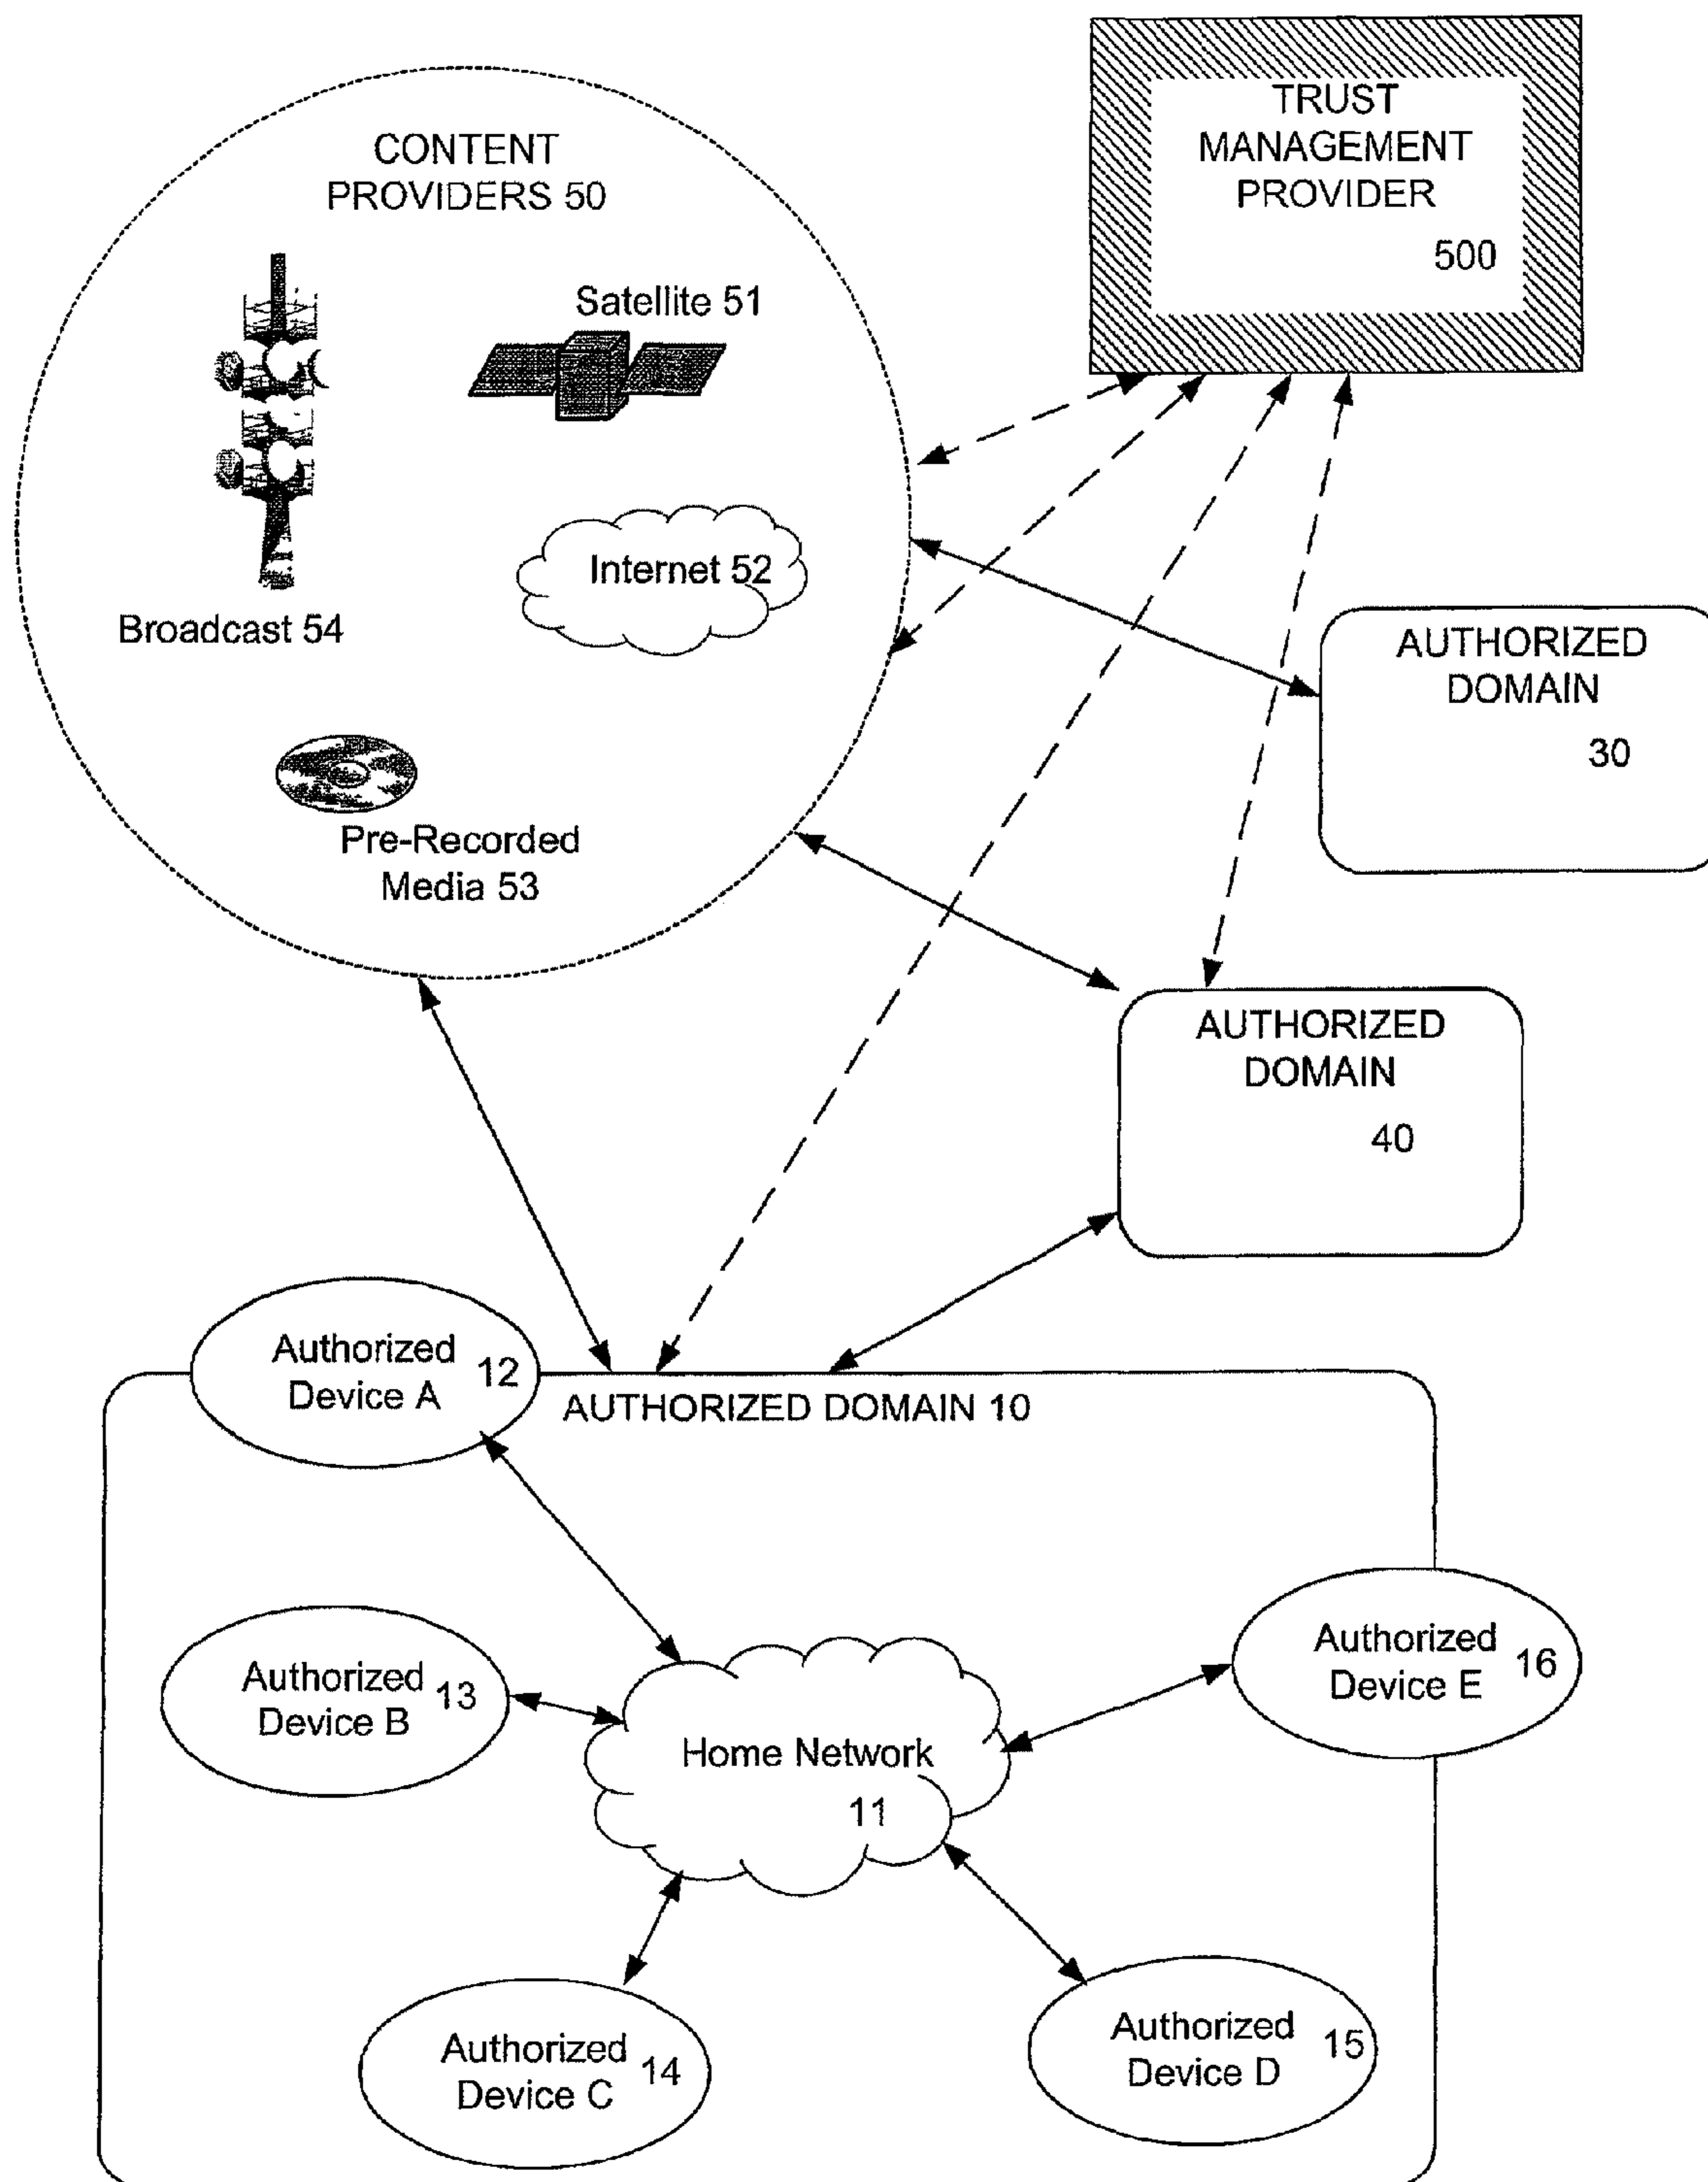 TRUST
MANAGEMENT
PROVIDER
500
CONTENT
PROVIDERS 50
Satellite 51
Internet 52
Broadcast 54
Pre-Recorded
Media 53
AUTHORIZED
DOMAIN
30
AUTHORIZED
DOMAIN
40
Authorized
Device A
12
AUTHORIZED DOMAIN 10
Authorized
Device B
13
Home Network
11
Authorized
Device E
16
Authorized
Device C
14
Authorized
Device D
15